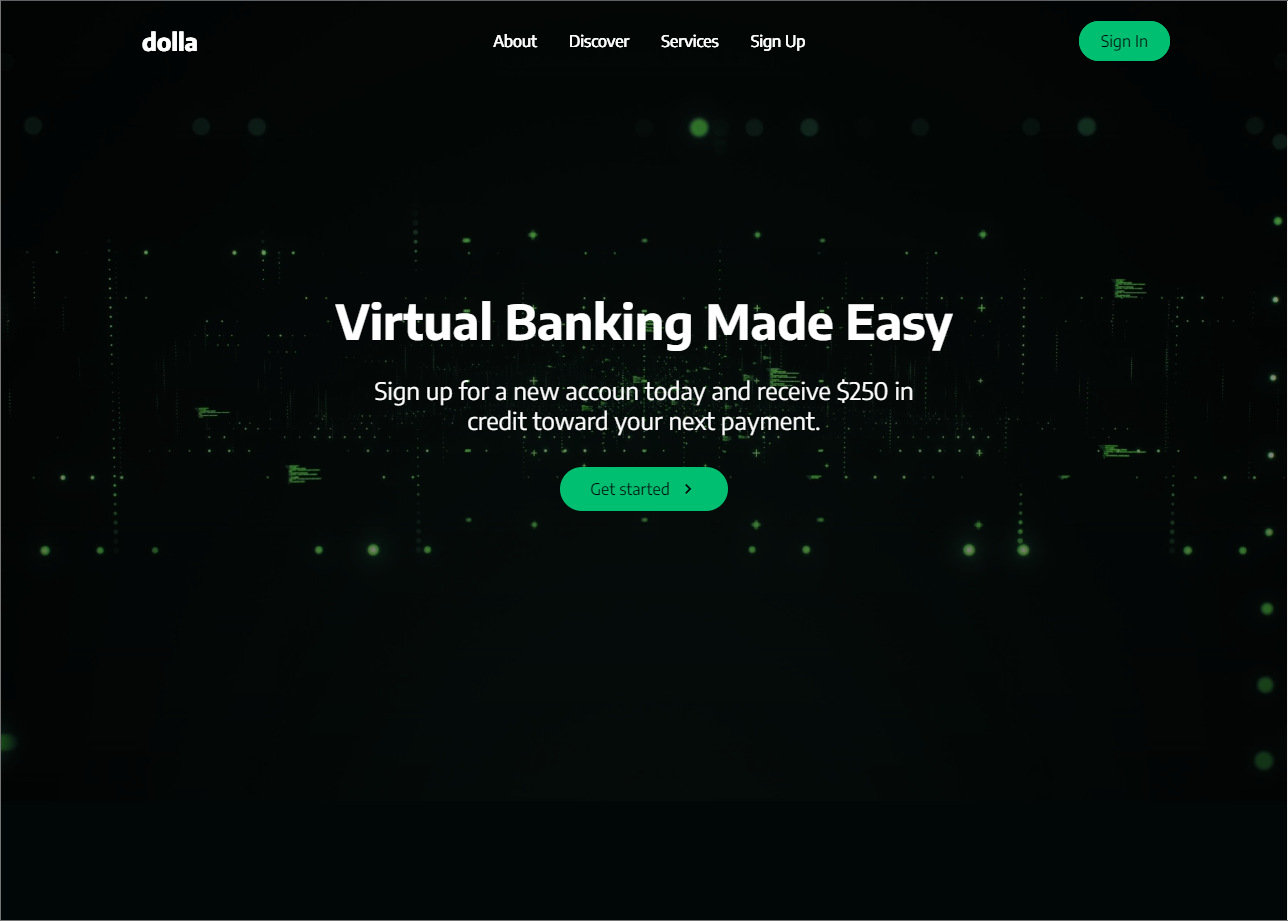 dolla
About Discover Services Sign Up
Sign In
Virtual Banking Made Easy
Sign up for a new accoun today and receive $250 in
credit toward your next payment.
Get started